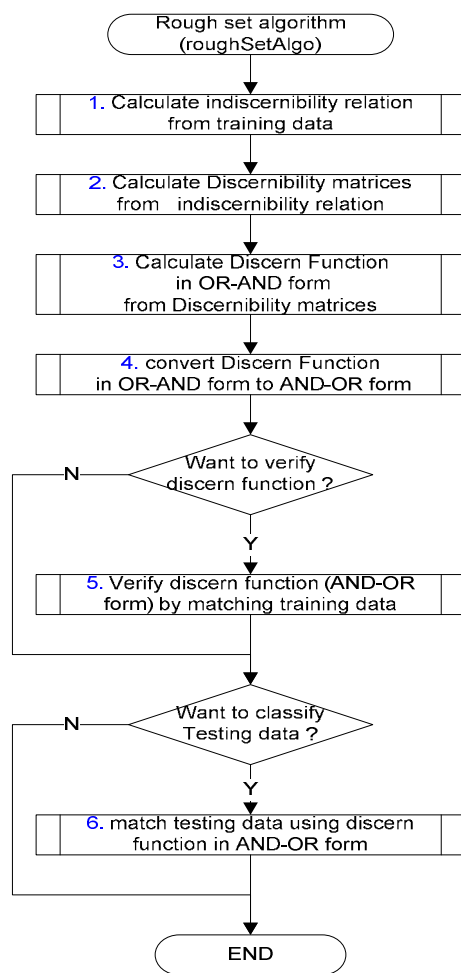 Rough set algorithm
(roughSetAlgo)
1. Calculate indiscernibility relation
from training data
2. Calculate Discernibility matrices
from indiscernibility relation
3. Calculate Discern Function
in OR-AND form
from Discernibility matrices
4. convert Discern Function
in OR-AND form to AND-OR form
Want to verify
discern function ?
N
Y
5. Verify discern function (AND-OR
form) by matching training data
Want to classify
Testing data ?
N
Y
6. match testing data using discern
function in AND-OR form
END